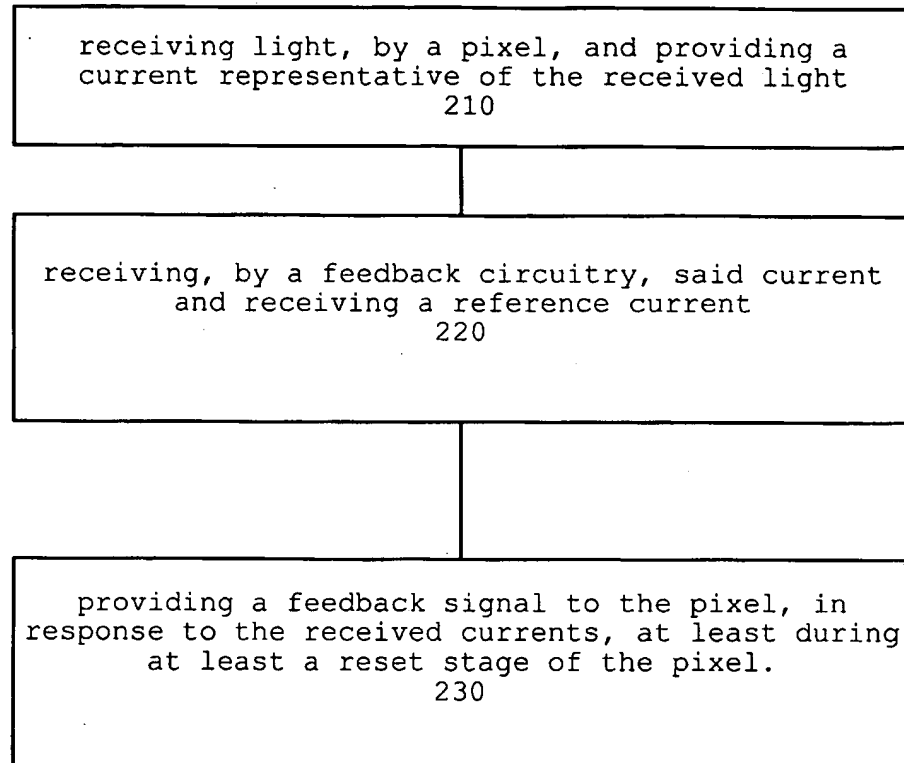 receiving light, by a pixel, and providing a
current representative of the received light
210
receiving, by a feedback circuitry, said current
and receiving a reference current
220
providing a feedback signal to the pixel, in
response to the received currents, at least during
at least a reset stage of the pixel.
230